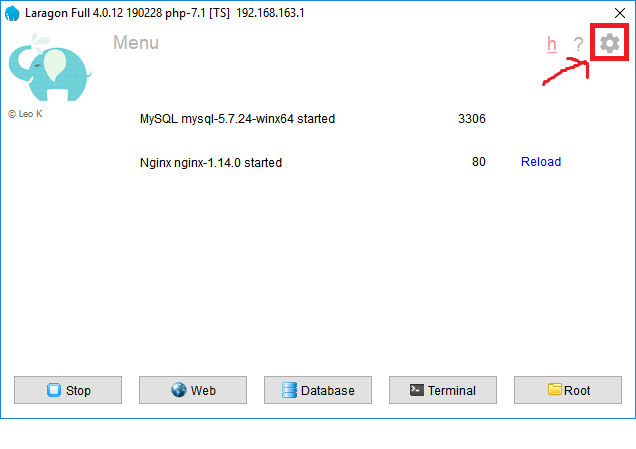 Laragon Full 4.0.12 190228 php-7.1 [TS] 192.168.163.1
Menu
h ?
© Leo K
MySQL mysql-5.7.24-winx64 started 3306
Nginx nginx-1.14.0 started 80 Reload
Stop Web Database Terminal Root